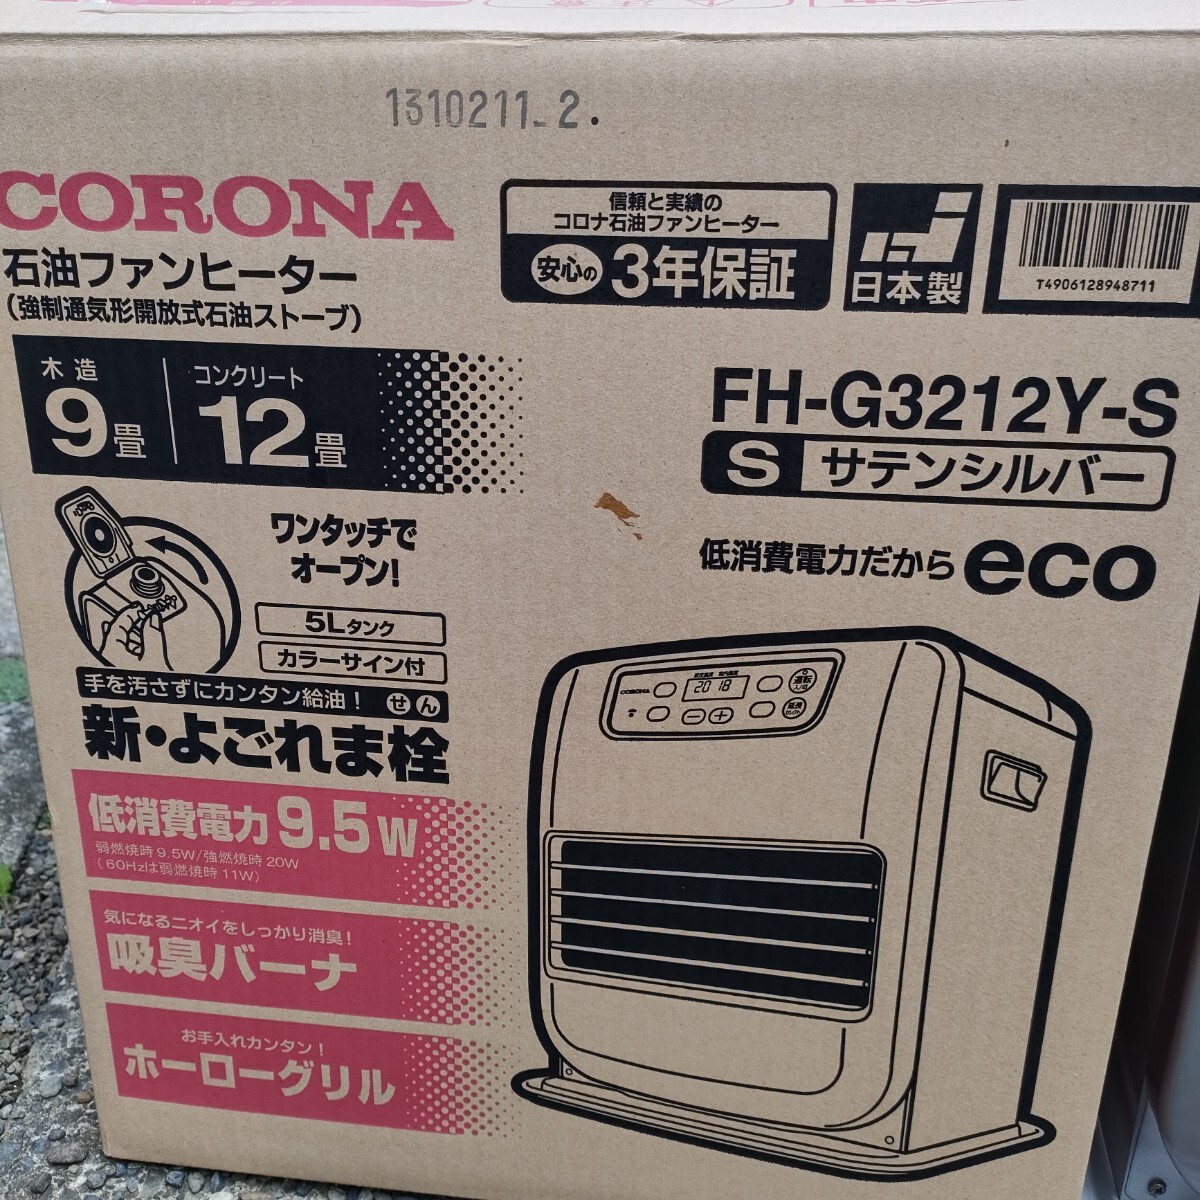 1310211-2.
CORONA
石油ファンヒーター
(強制通気形開放式石油ストーブ)
信頼と実績の
コロナ石油ファンヒーター
安心の 3年保証
日本製
T4906128948711
木造
9畳
コンクリート
12畳
FH-G3212Y-S
S サテンシルバー
低消費電力だから eco
ワンタッチで
オープン!
5Lタンク
カラーサイン付
手を汚さずにカンタン給油! せん
新・よごれま栓
低消費電力 9.5W
弱燃焼時 9.5W/強燃焼時 20W
(60Hzは弱燃焼時 11W)
気になるニオイをしっかり消臭!
吸臭バーナ
お手入れカンタン!
ホーローグリル
CORONA
20 18
運転
入/切
延長